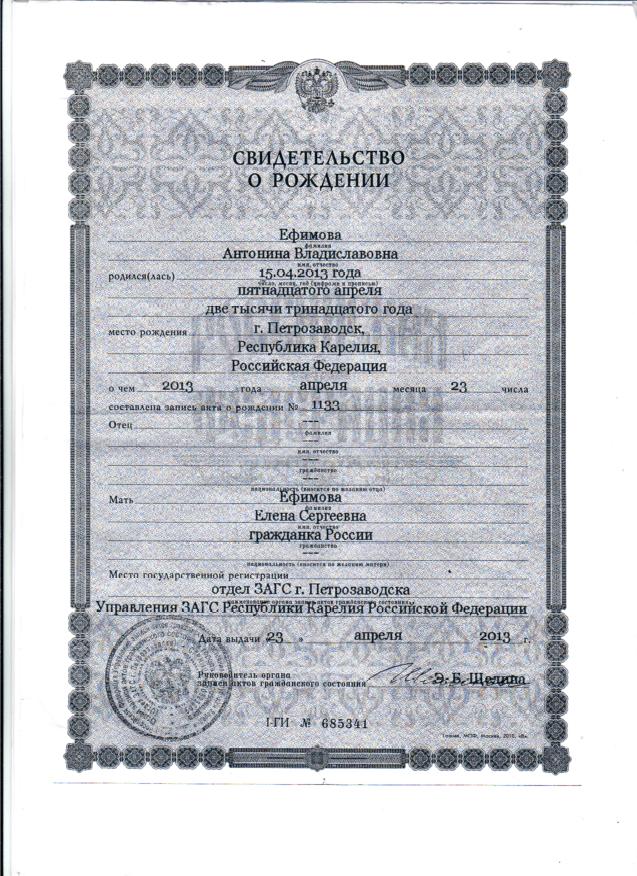 СВИДЕТЕЛЬСТВО
О РОЖДЕНИИ
Ефимова
фамилия
Антонина Владиславовна
имя, отчество
родился(лась) 15.04.2013 года
число, месяц, год (цифрами и прописью)
пятнадцатого апреля
две тысячи тринадцатого года
место рождения г. Петрозаводск,
Республика Карелия,
Российская Федерация
о чем 2013 года апреля месяца 23 числа
составлена запись акта о рождении № 1133
Отец ---
фамилия
---
имя, отчество
---
гражданство
---
национальность (вносится по желанию отца)
Мать Ефимова
фамилия
Елена Сергеевна
имя, отчество
гражданка России
гражданство
---
национальность (вносится по желанию матери)
Место государственной регистрации
отдел ЗАГС г. Петрозаводска
наименование органа записи актов гражданского состояния
Управления ЗАГС Республики Карелия Российской Федерации
Дата выдачи « 23 » апреля 2013 г.
Руководитель органа
записи актов гражданского состояния Э. Б. Щепина
I-ГИ № 685341
Гознак, МПФ, Москва, 2010, «В».